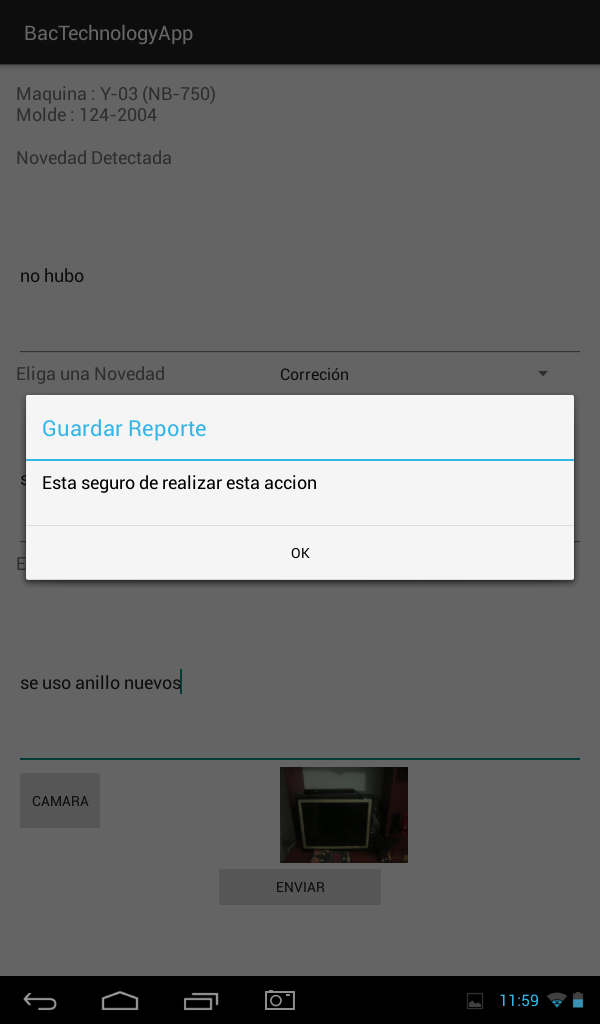 BacTechnologyApp
Maquina : Y-03 (NB-750)
Molde : 124-2004
Novedad Detectada
no hubo
Eliga una Novedad Correción
Guardar Reporte
Esta seguro de realizar esta accion
OK
se uso anillo nuevos
CAMARA
ENVIAR
11:59